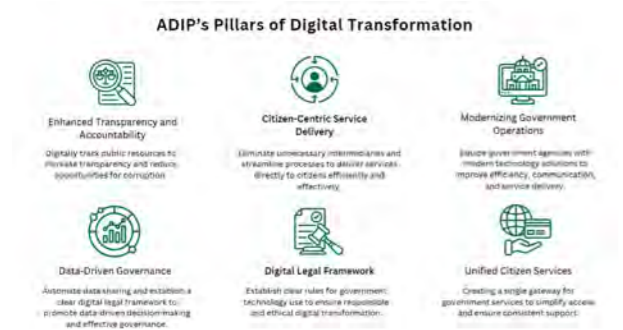 ADIP's Pillars of Digital Transformation
Enhanced Transparency and
Accountability
Digitally track public resources to
increase transparency and reduce
opportunities for corruption.
Citizen-Centric Service
Delivery
Eliminate unnecessary intermediaries and
streamline processes to deliver services
directly to citizens efficiently and
effectively.
Modernizing Government
Operations
government agencies with
modern technology solutions to
improve efficiency, communication,
and service delivery.
Data-Driven Governance
Automate data sharing and establish a
clear digital legal framework to
promote data-driven decision-making
and effective governance.
Digital Legal Framework
Establish clear rules for government
technology use to ensure responsible
and ethical digital transformation.
Unified Citizen Services
Creating a single gateway for
government services to simplify access
and ensure consistent support.